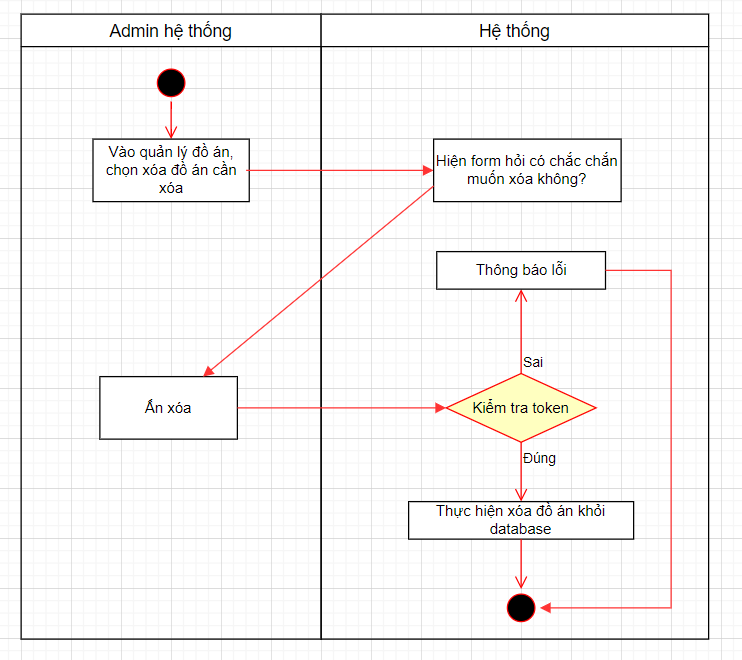 Admin hệ thống
Hệ thống
Vào quản lý đồ án,
chọn xóa đồ án cần
xóa
Hiện form hỏi có chắc chắn
muốn xóa không?
Thông báo lỗi
Sai
Ấn xóa
Kiểm tra token
Đúng
Thực hiện xóa đồ án khỏi
database